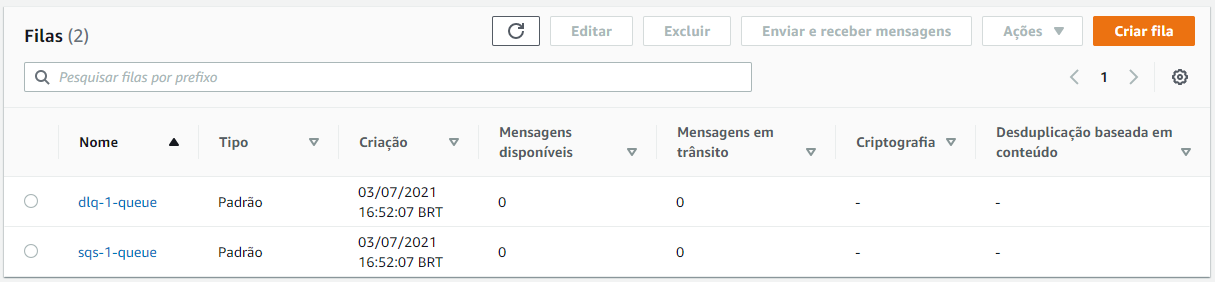 Filas (2)
Editar
Excluir
Enviar e receber mensagens
Ações
Criar fila
Pesquisar filas por prefixo
1
Nome
Tipo
Criação
Mensagens
disponíveis
Mensagens em
trânsito
Criptografia
Desduplicação baseada em
conteúdo
dlq-1-queue
Padrão
03/07/2021
16:52:07 BRT
0
0
-
-
sqs-1-queue
Padrão
03/07/2021
16:52:07 BRT
0
0
-
-